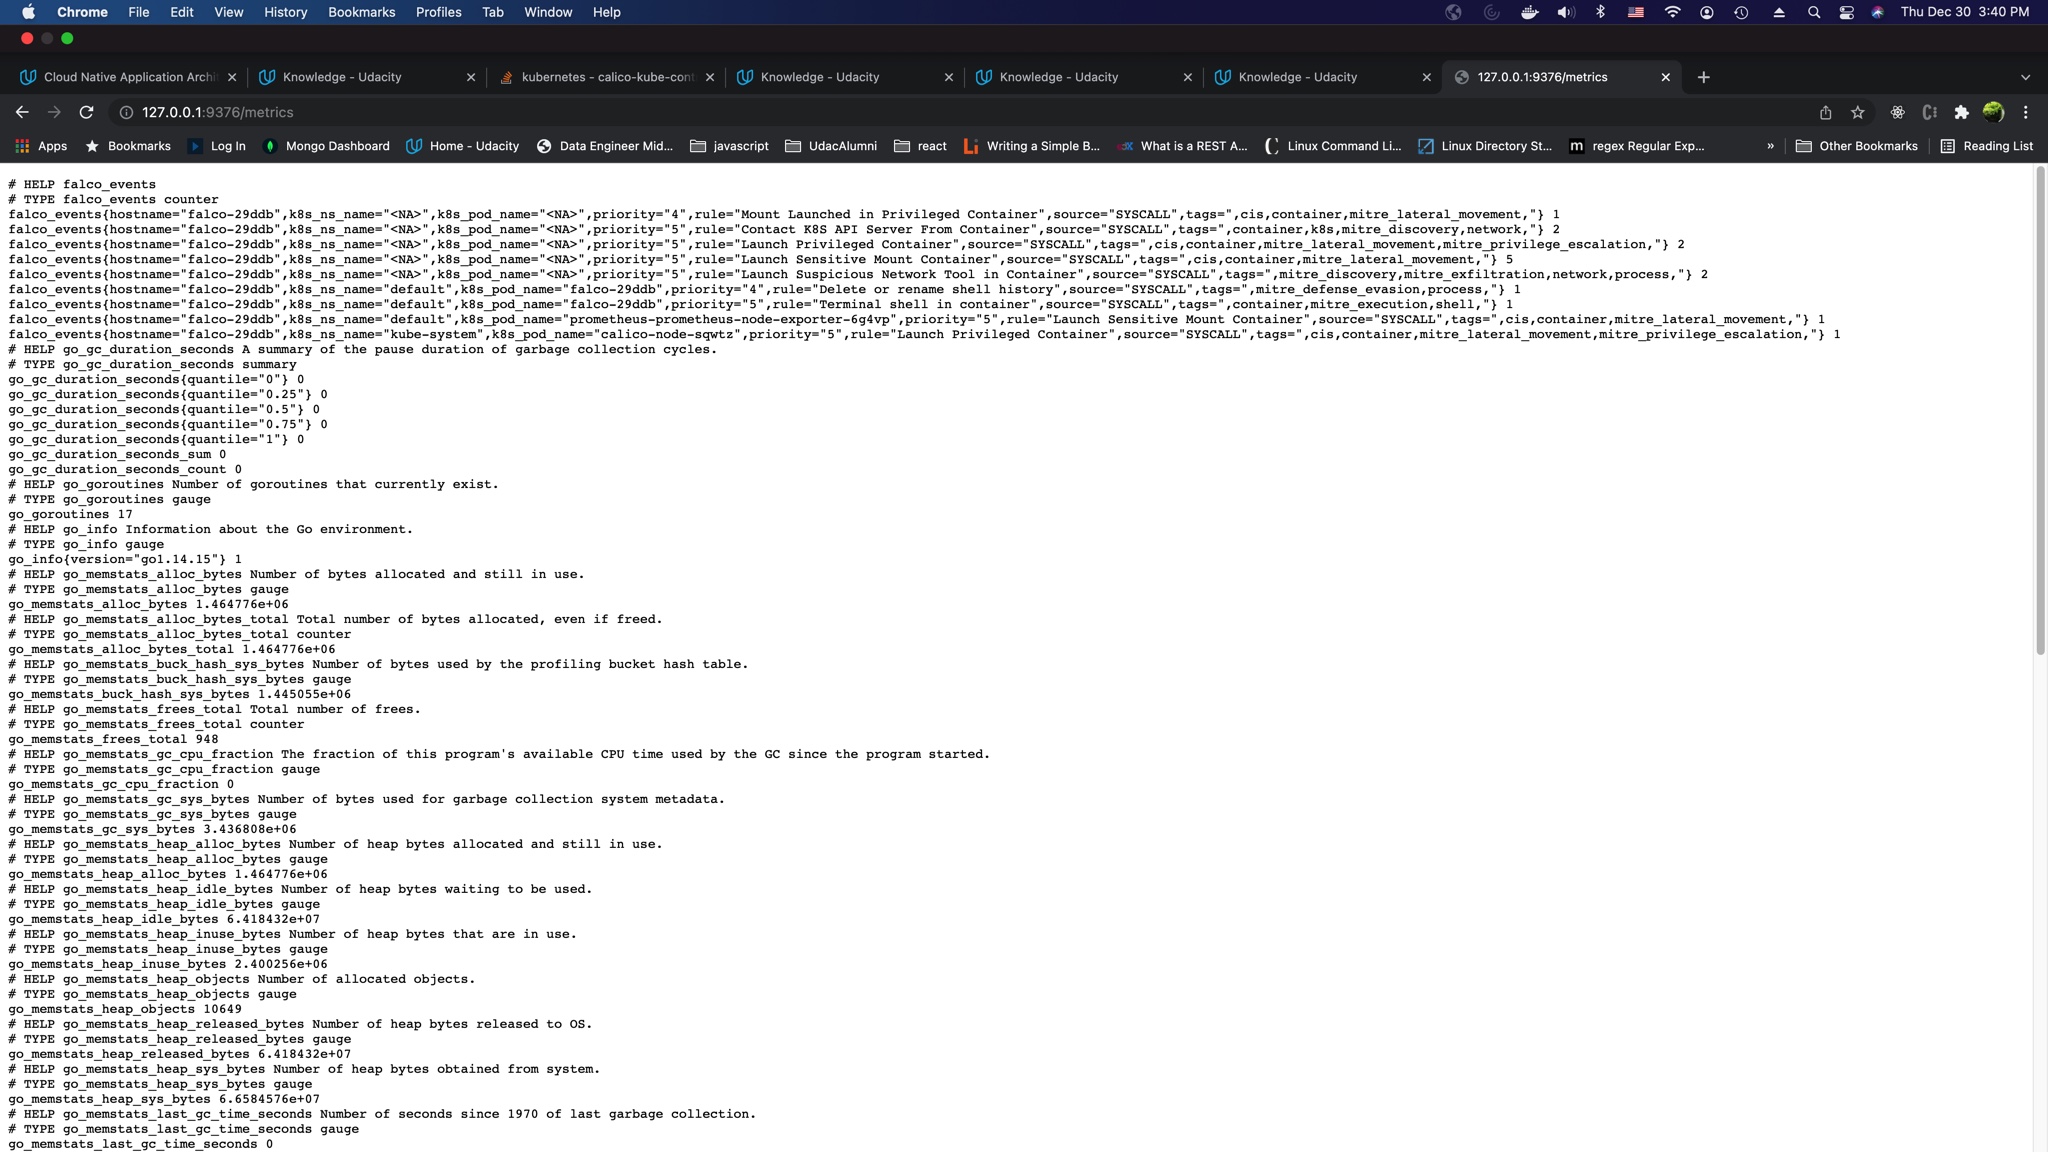 Chrome File Edit View History Bookmarks Profiles Tab Window Help Thu Dec 30 3:40 PM
Cloud Native Application Archi Knowledge - Udacity kubernetes - calico-kube-cont Knowledge - Udacity Knowledge - Udacity Knowledge - Udacity 127.0.0.1:9376/metrics
127.0.0.1:9376/metrics
Apps Bookmarks Log In Mongo Dashboard Home - Udacity Data Engineer Mid... javascript UdacAlumni react Writing a Simple B... What is a REST A... Linux Command Li... Linux Directory St... regex Regular Exp... » Other Bookmarks Reading List
# HELP falco_events
# TYPE falco_events counter
falco_events{hostname="falco-29ddb",k8s_ns_name="<NA>",k8s_pod_name="<NA>",priority="4",rule="Mount Launched in Privileged Container",source="SYSCALL",tags=",cis,container,mitre_lateral_movement,"} 1
falco_events{hostname="falco-29ddb",k8s_ns_name="<NA>",k8s_pod_name="<NA>",priority="5",rule="Contact K8S API Server From Container",source="SYSCALL",tags=",container,k8s,mitre_discovery,network,"} 2
falco_events{hostname="falco-29ddb",k8s_ns_name="<NA>",k8s_pod_name="<NA>",priority="5",rule="Launch Privileged Container",source="SYSCALL",tags=",cis,container,mitre_lateral_movement,mitre_privilege_escalation,"} 2
falco_events{hostname="falco-29ddb",k8s_ns_name="<NA>",k8s_pod_name="<NA>",priority="5",rule="Launch Sensitive Mount Container",source="SYSCALL",tags=",cis,container,mitre_lateral_movement,"} 5
falco_events{hostname="falco-29ddb",k8s_ns_name="<NA>",k8s_pod_name="<NA>",priority="5",rule="Launch Suspicious Network Tool in Container",source="SYSCALL",tags=",mitre_discovery,mitre_exfiltration,network,process,"} 2
falco_events{hostname="falco-29ddb",k8s_ns_name="default",k8s_pod_name="falco-29ddb",priority="4",rule="Delete or rename shell history",source="SYSCALL",tags=",mitre_defense_evasion,process,"} 1
falco_events{hostname="falco-29ddb",k8s_ns_name="default",k8s_pod_name="falco-29ddb",priority="5",rule="Terminal shell in container",source="SYSCALL",tags=",container,mitre_execution,shell,"} 1
falco_events{hostname="falco-29ddb",k8s_ns_name="default",k8s_pod_name="prometheus-prometheus-node-exporter-6g4vp",priority="5",rule="Launch Sensitive Mount Container",source="SYSCALL",tags=",cis,container,mitre_lateral_movement,"} 1
falco_events{hostname="falco-29ddb",k8s_ns_name="kube-system",k8s_pod_name="calico-node-sqwtz",priority="5",rule="Launch Privileged Container",source="SYSCALL",tags=",cis,container,mitre_lateral_movement,mitre_privilege_escalation,"} 1
# HELP go_gc_duration_seconds A summary of the pause duration of garbage collection cycles.
# TYPE go_gc_duration_seconds summary
go_gc_duration_seconds{quantile="0"} 0
go_gc_duration_seconds{quantile="0.25"} 0
go_gc_duration_seconds{quantile="0.5"} 0
go_gc_duration_seconds{quantile="0.75"} 0
go_gc_duration_seconds{quantile="1"} 0
go_gc_duration_seconds_sum 0
go_gc_duration_seconds_count 0
# HELP go_goroutines Number of goroutines that currently exist.
# TYPE go_goroutines gauge
go_goroutines 17
# HELP go_info Information about the Go environment.
# TYPE go_info gauge
go_info{version="go1.14.15"} 1
# HELP go_memstats_alloc_bytes Number of bytes allocated and still in use.
# TYPE go_memstats_alloc_bytes gauge
go_memstats_alloc_bytes 1.464776e+06
# HELP go_memstats_alloc_bytes_total Total number of bytes allocated, even if freed.
# TYPE go_memstats_alloc_bytes_total counter
go_memstats_alloc_bytes_total 1.464776e+06
# HELP go_memstats_buck_hash_sys_bytes Number of bytes used by the profiling bucket hash table.
# TYPE go_memstats_buck_hash_sys_bytes gauge
go_memstats_buck_hash_sys_bytes 1.445055e+06
# HELP go_memstats_frees_total Total number of frees.
# TYPE go_memstats_frees_total counter
go_memstats_frees_total 948
# HELP go_memstats_gc_cpu_fraction The fraction of this program's available CPU time used by the GC since the program started.
# TYPE go_memstats_gc_cpu_fraction gauge
go_memstats_gc_cpu_fraction 0
# HELP go_memstats_gc_sys_bytes Number of bytes used for garbage collection system metadata.
# TYPE go_memstats_gc_sys_bytes gauge
go_memstats_gc_sys_bytes 3.436808e+06
# HELP go_memstats_heap_alloc_bytes Number of heap bytes allocated and still in use.
# TYPE go_memstats_heap_alloc_bytes gauge
go_memstats_heap_alloc_bytes 1.464776e+06
# HELP go_memstats_heap_idle_bytes Number of heap bytes waiting to be used.
# TYPE go_memstats_heap_idle_bytes gauge
go_memstats_heap_idle_bytes 6.418432e+07
# HELP go_memstats_heap_inuse_bytes Number of heap bytes that are in use.
# TYPE go_memstats_heap_inuse_bytes gauge
go_memstats_heap_inuse_bytes 2.400256e+06
# HELP go_memstats_heap_objects Number of allocated objects.
# TYPE go_memstats_heap_objects gauge
go_memstats_heap_objects 10649
# HELP go_memstats_heap_released_bytes Number of heap bytes released to OS.
# TYPE go_memstats_heap_released_bytes gauge
go_memstats_heap_released_bytes 6.418432e+07
# HELP go_memstats_heap_sys_bytes Number of heap bytes obtained from system.
# TYPE go_memstats_heap_sys_bytes gauge
go_memstats_heap_sys_bytes 6.6584576e+07
# HELP go_memstats_last_gc_time_seconds Number of seconds since 1970 of last garbage collection.
# TYPE go_memstats_last_gc_time_seconds gauge
go_memstats_last_gc_time_seconds 0